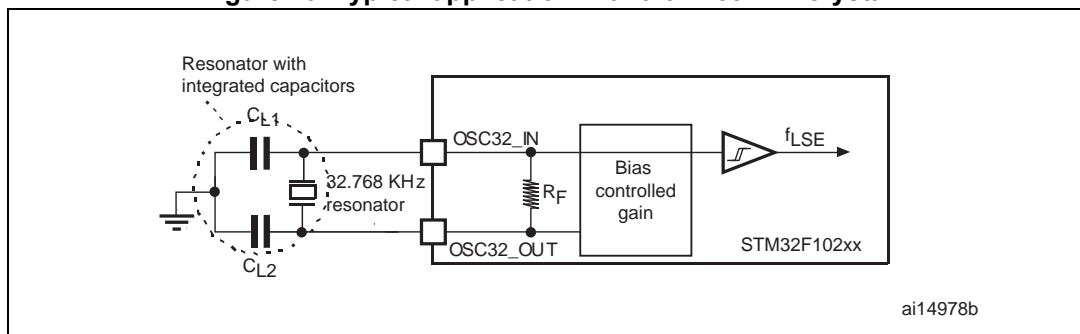 Resonator with
integrated capacitors
CL1
OSC32_IN
fLSE
Bias
controlled
gain
32.768 KHz
resonator
RF
STM32F102xx
OSC32_OUT
CL2
ai14978b